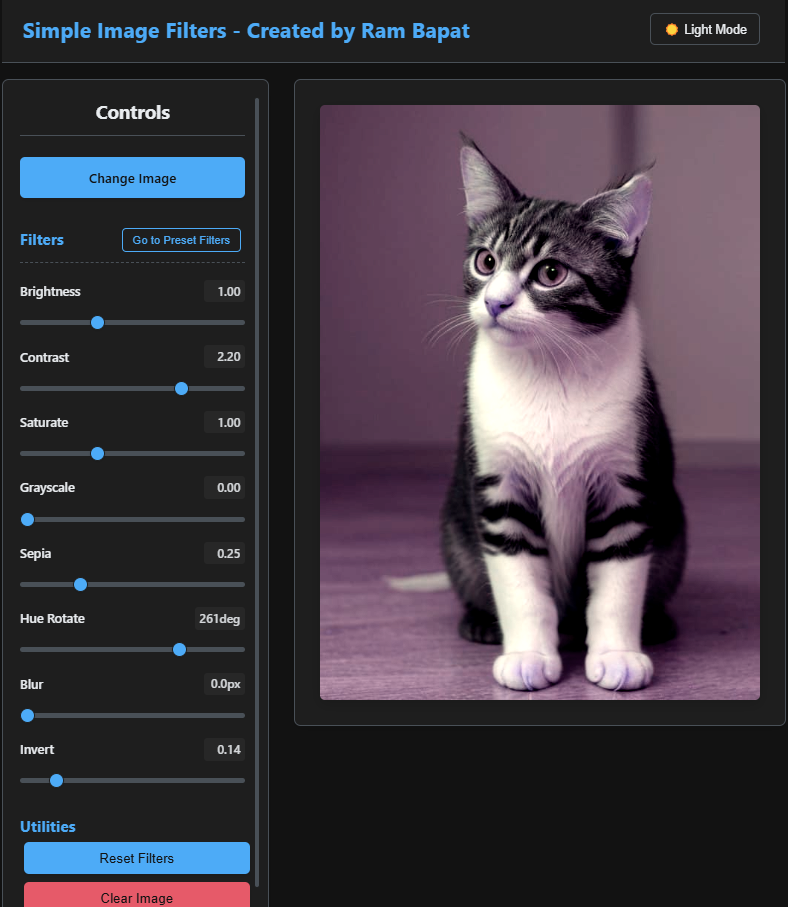 Simple Image Filters - Created by Ram Bapat
Light Mode
Controls
Change Image
Filters
Go to Preset Filters
Brightness 1.00
Contrast 2.20
Saturate 1.00
Grayscale 0.00
Sepia 0.25
Hue Rotate 261deg
Blur 0.0px
Invert 0.14
Utilities
Reset Filters
Clear Image